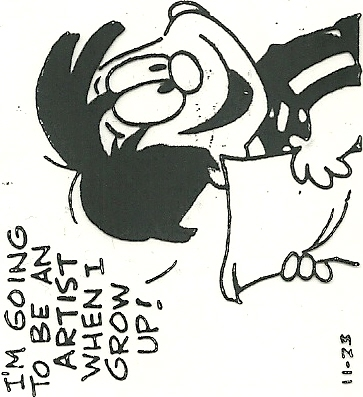 I'M GOING
TO BE AN
ARTIST
WHEN I
GROW
UP!
11-23